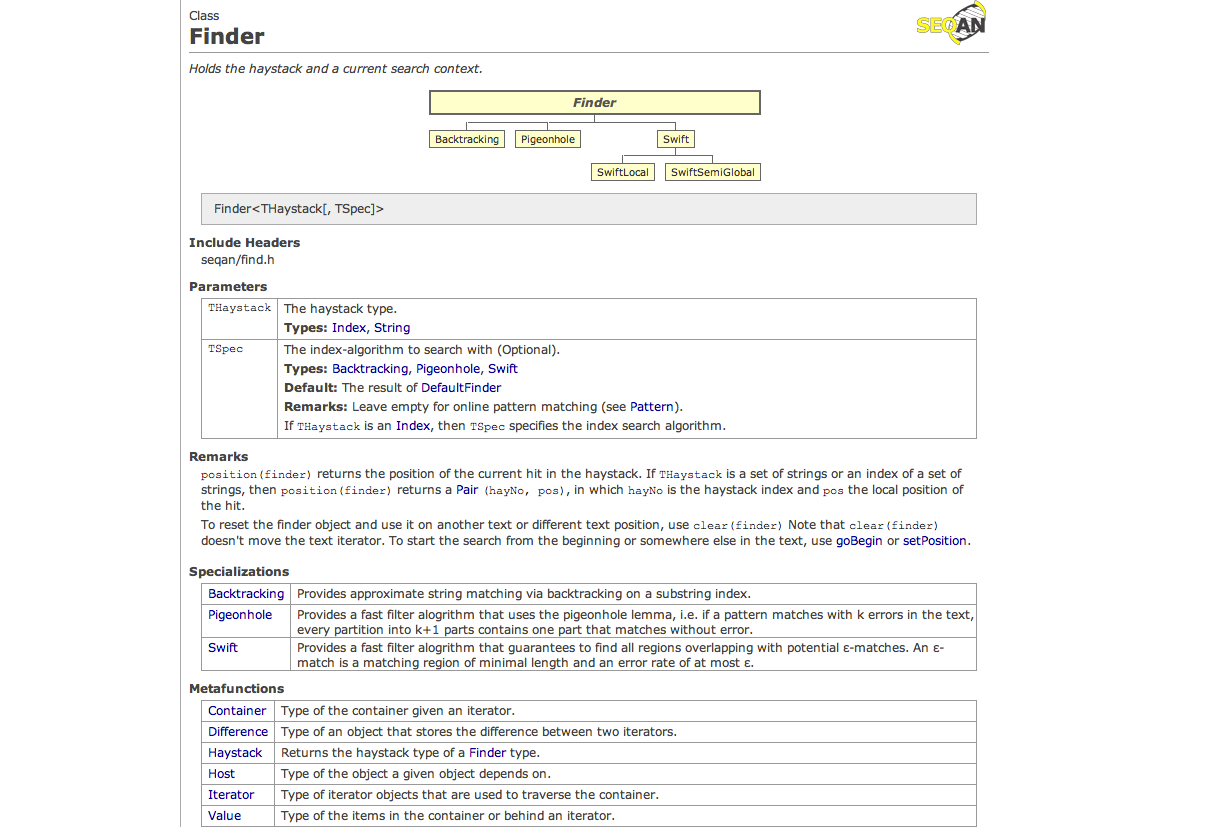 Class
SEQAN
Finder
Holds the haystack and a current search context.
Finder
Backtracking Pigeonhole Swift
SwiftLocal SwiftSemiGlobal
Finder<THaystack[, TSpec]>
Include Headers
seqan/find.h
Parameters
THaystack The haystack type.
Types: Index, String
TSpec The index-algorithm to search with (Optional).
Types: Backtracking, Pigeonhole, Swift
Default: The result of DefaultFinder
Remarks: Leave empty for online pattern matching (see Pattern).
If THaystack is an Index, then TSpec specifies the index search algorithm.
Remarks
position(finder) returns the position of the current hit in the haystack. If THaystack is a set of strings or an index of a set of
strings, then position(finder) returns a Pair (hayNo, pos), in which hayNo is the haystack index and pos the local position of
the hit.
To reset the finder object and use it on another text or different text position, use clear(finder) Note that clear(finder)
doesn't move the text iterator. To start the search from the beginning or somewhere else in the text, use goBegin or setPosition.
Specializations
Backtracking Provides approximate string matching via backtracking on a substring index.
Pigeonhole Provides a fast filter alogrithm that uses the pigeonhole lemma, i.e. if a pattern matches with k errors in the text,
every partition into k+1 parts contains one part that matches without error.
Swift Provides a fast filter alogrithm that guarantees to find all regions overlapping with potential ε-matches. An ε-
match is a matching region of minimal length and an error rate of at most ε.
Metafunctions
Container Type of the container given an iterator.
Difference Type of an object that stores the difference between two iterators.
Haystack Returns the haystack type of a Finder type.
Host Type of the object a given object depends on.
Iterator Type of iterator objects that are used to traverse the container.
Value Type of the items in the container or behind an iterator.